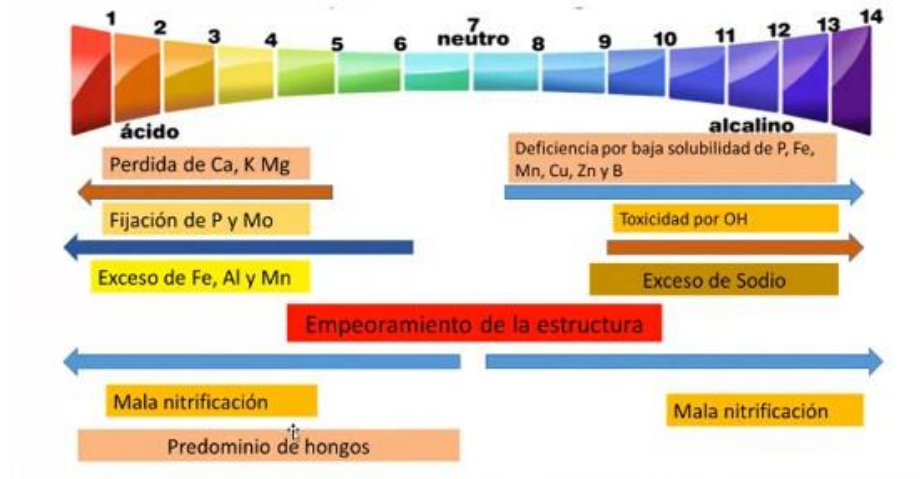 1 2 3 4 5 6 7 8 9 10 11 12 13 14
neutro
ácido
alcalino
Perdida de Ca, K Mg
Deficiencia por baja solubilidad de P, Fe,
Mn, Cu, Zn y B
Fijación de P y Mo
Toxicidad por OH
Exceso de Fe, Al y Mn
Exceso de Sodio
Empeoramiento de la estructura
Mala nitrificación
Mala nitrificación
Predominio de hongos